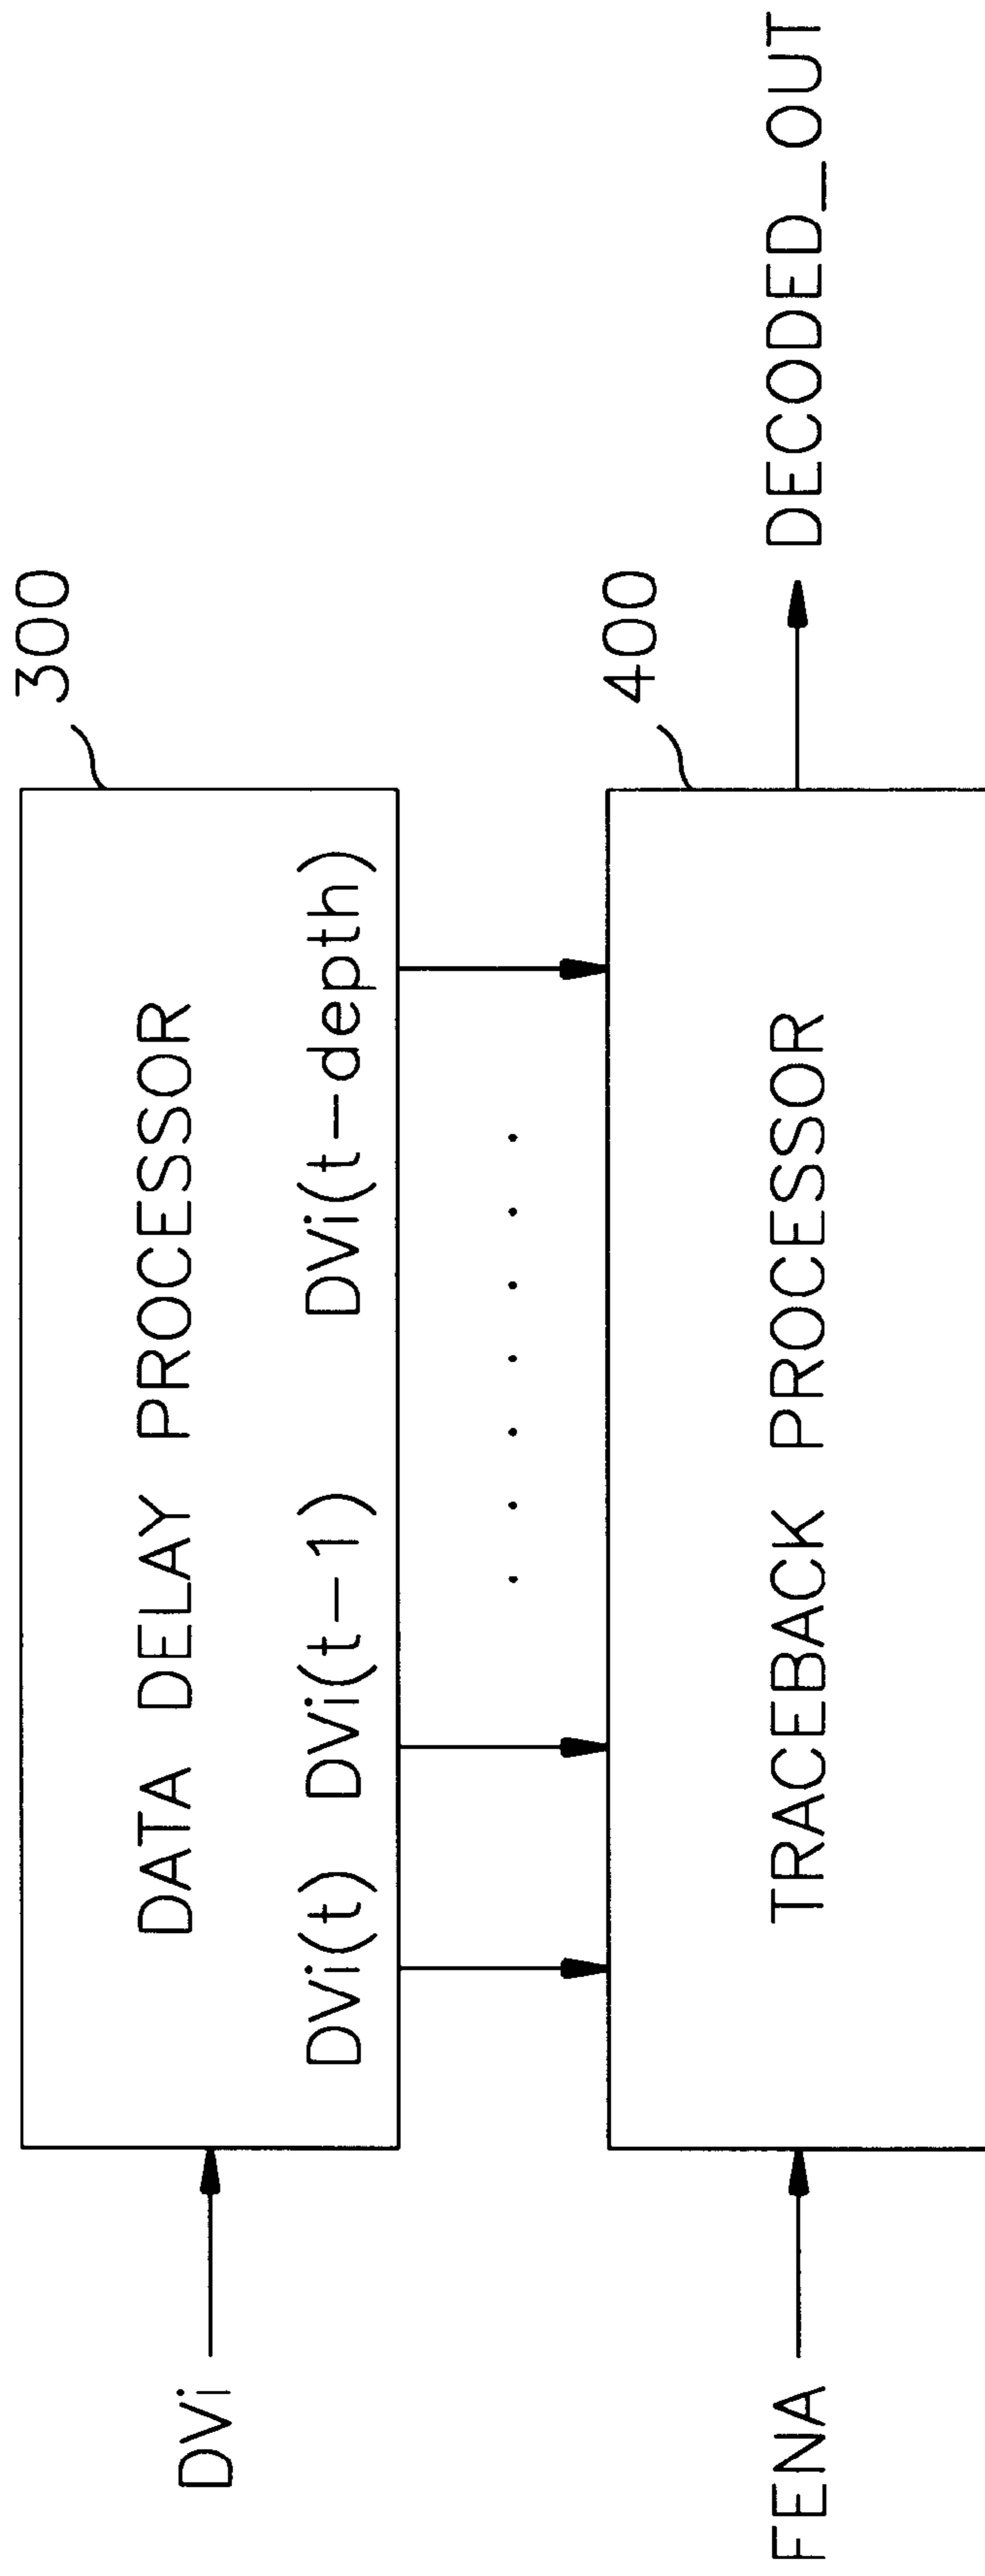 300
DATA DELAY PROCESSOR
DVi
DVi(t) DVi(t-1) DVi(t-depth)
400
FENA
TRACEBACK PROCESSOR
DECODED_OUT